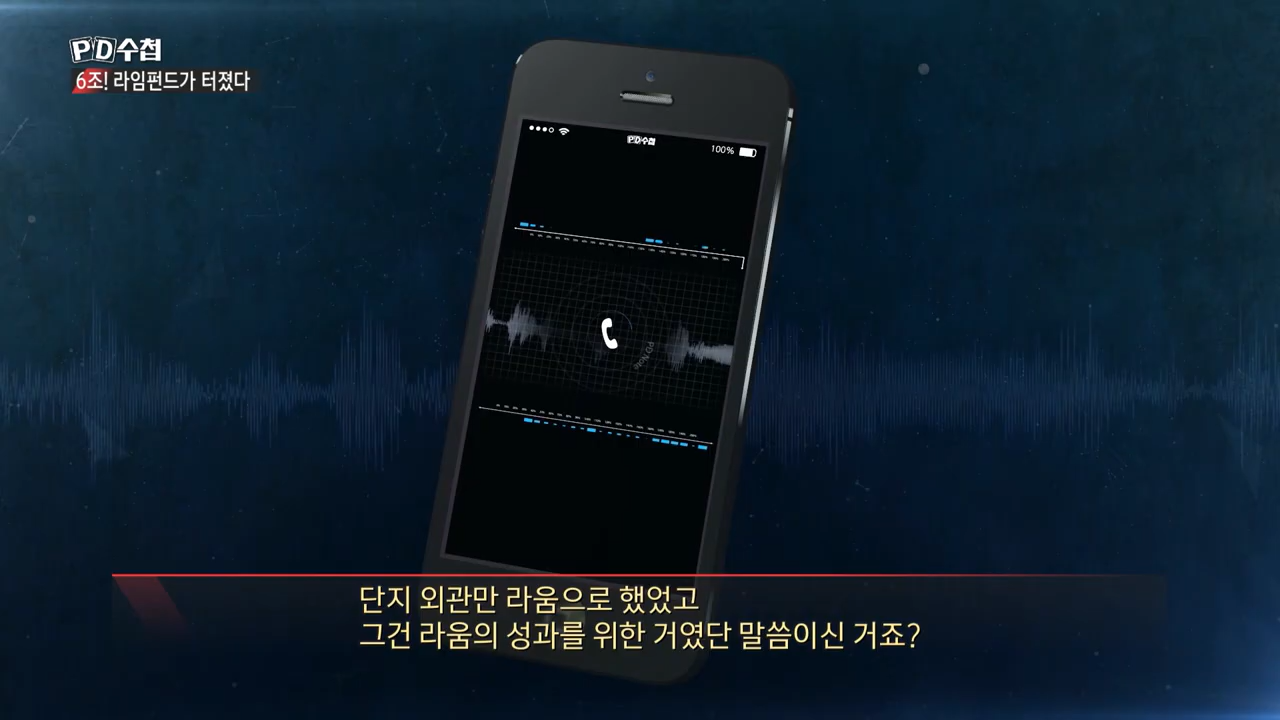 PD수첩
6조! 라임펀드가 터졌다
PD수첩
100%
PD Note
단지 외관만 라움으로 했었고
그건 라움의 성과를 위한 거였단 말씀이신 거죠?